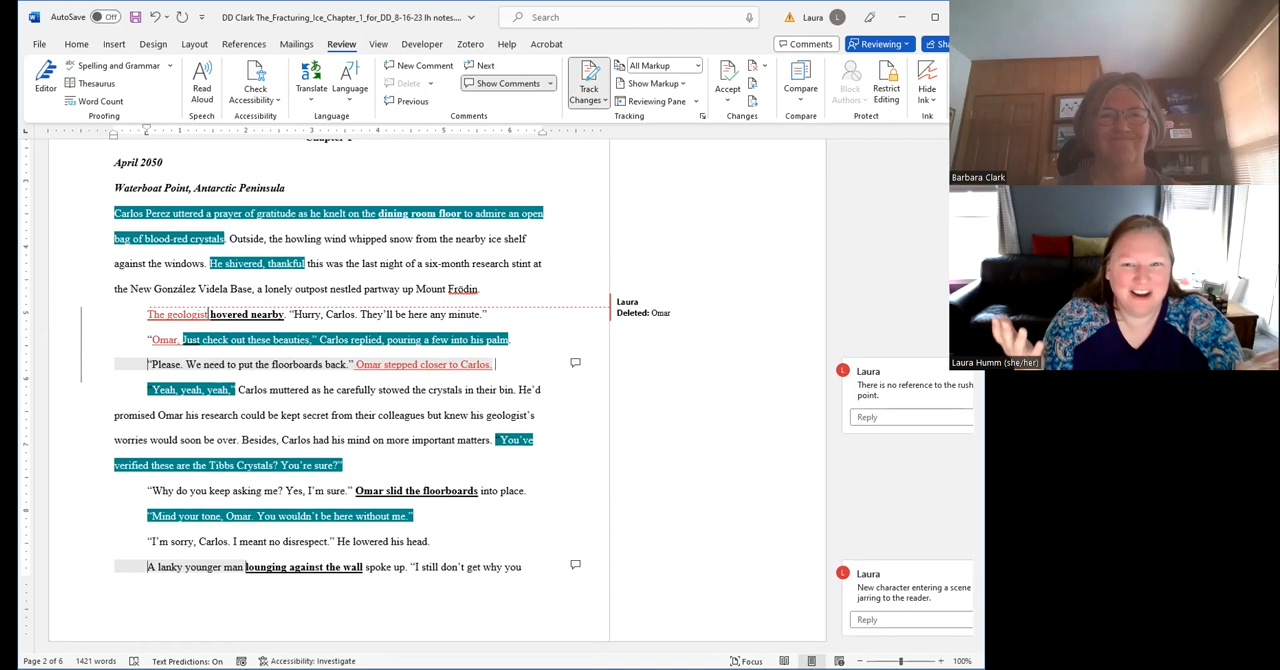 AutoSave Off DD Clark The_Fracturing_Ice_Chapter_1_for_DD_8-16-23 lh notes.... Search Laura L
File Home Insert Design Layout References Mailings Review View Developer Zotero Help Acrobat Comments Reviewing
Editor
Spelling and Grammar
Thesaurus
Word Count
Proofing
Read Aloud
Speech
Check Accessibility
Accessibility
Translate
Language
Language
New Comment
Delete
Previous
Next
Show Comments
Comments
Track Changes
All Markup
Show Markup
Reviewing Pane
Tracking
Accept
Changes
Compare
Compare
Block Authors
Restrict Editing
Protect
Hide Ink
Ink
1 2 3 4 5 6
April 2050
Waterboat Point, Antarctic Peninsula
Carlos Perez uttered a prayer of gratitude as he knelt on the dining room floor to admire an open
bag of blood-red crystals. Outside, the howling wind whipped snow from the nearby ice shelf
against the windows. He shivered, thankful this was the last night of a six-month research stint at
the New González Videla Base, a lonely outpost nestled partway up Mount Frödin.
The geologist hovered nearby. “Hurry, Carlos. They’ll be here any minute.”
“Omar, Just check out these beauties,” Carlos replied, pouring a few into his palm.
“Please. We need to put the floorboards back.” Omar stepped closer to Carlos.
“Yeah, yeah, yeah,” Carlos muttered as he carefully stowed the crystals in their bin. He’d
promised Omar his research could be kept secret from their colleagues but knew his geologist’s
worries would soon be over. Besides, Carlos had his mind on more important matters. “You’ve
verified these are the Tibbs Crystals? You’re sure?”
“Why do you keep asking me? Yes, I’m sure.” Omar slid the floorboards into place.
“Mind your tone, Omar. You wouldn’t be here without me.”
“I’m sorry, Carlos. I meant no disrespect.” He lowered his head.
A lanky younger man lounging against the wall spoke up. “I still don’t get why you
Laura
Deleted: Omar
L Laura
There is no reference to the rush
point.
Reply
L Laura
New character entering a scene
jarring to the reader.
Reply
Barbara Clark
Laura Humm (she/her)
Page 2 of 6 1421 words Text Predictions: On Accessibility: Investigate Focus 100%